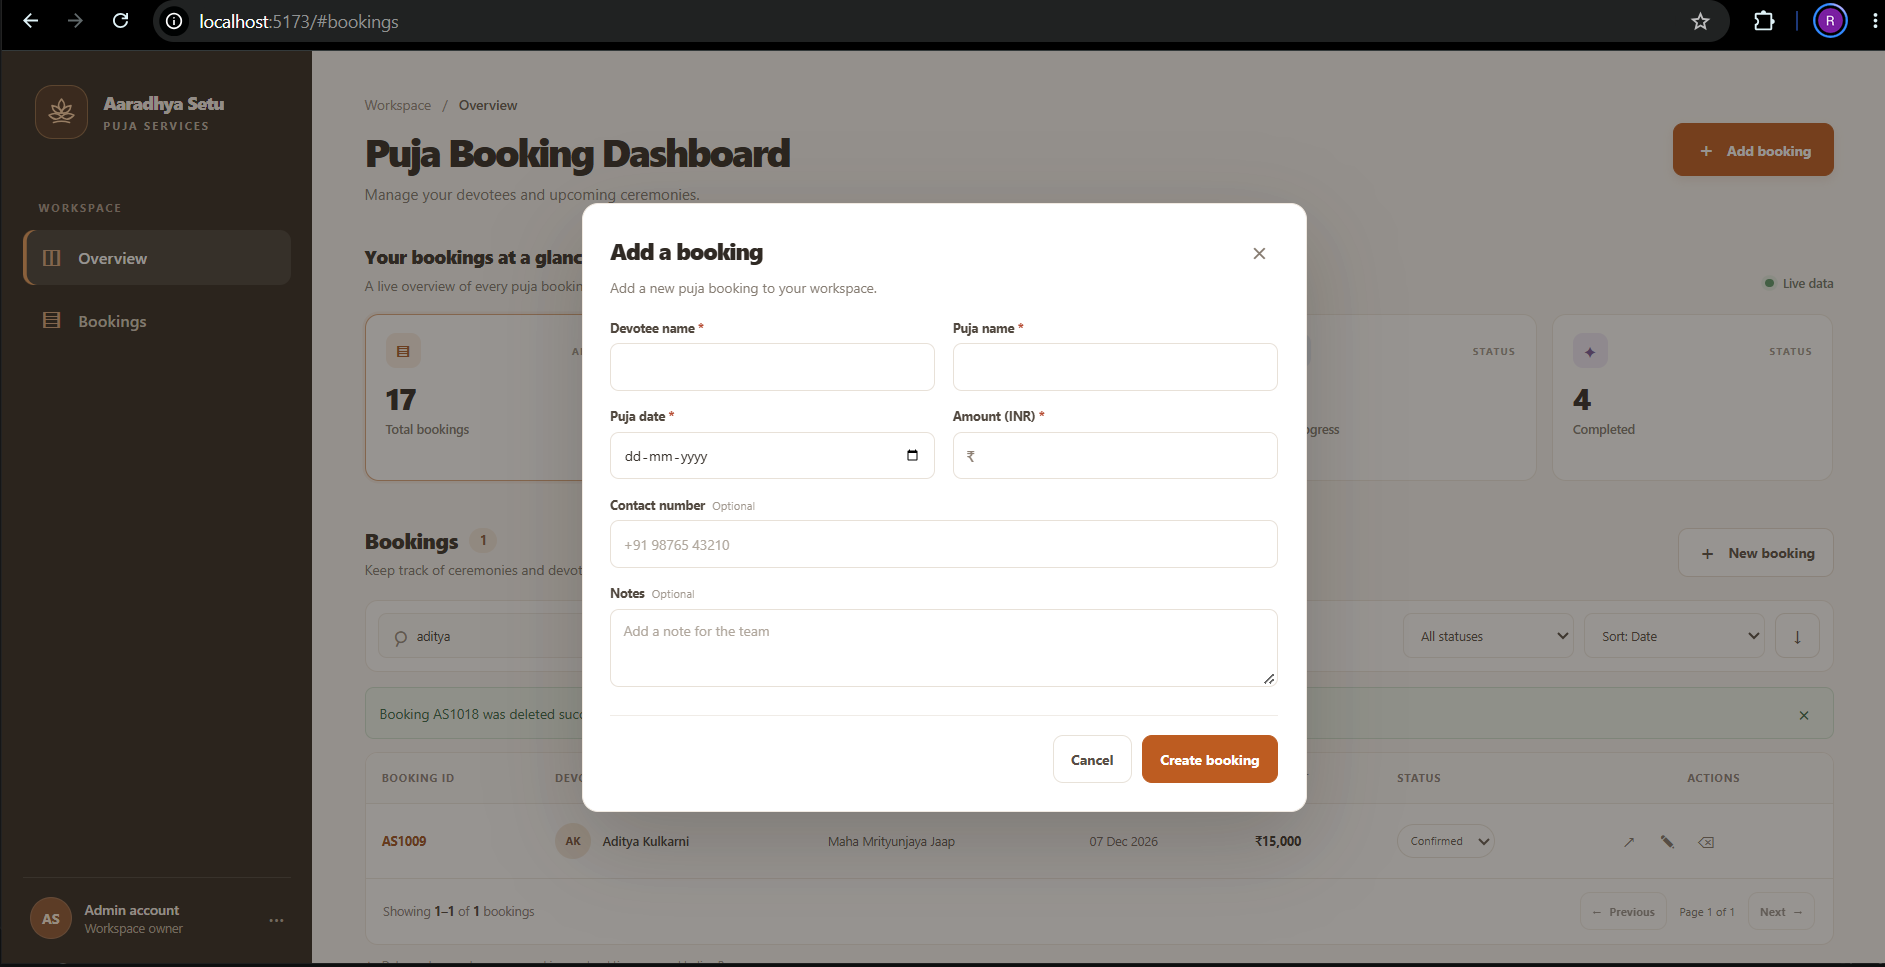 localhost:5173/#bookings
R
Aaradhya Setu
PUJA SERVICES
WORKSPACE
Overview
Bookings
AS
Admin account
Workspace owner
Workspace / Overview
Puja Booking Dashboard
Manage your devotees and upcoming ceremonies.
+ Add booking
Your bookings at a glanc
A live overview of every puja bookin
Live data
17
Total bookings
STATUS
ogress
STATUS
4
Completed
Bookings 1
Keep track of ceremonies and devot
+ New booking
aditya
All statuses
Sort: Date
↓
Booking AS1018 was deleted suc
×
BOOKING ID
STATUS
ACTIONS
AS1009
AK Aditya Kulkarni
Maha Mrityunjaya Jaap
07 Dec 2026
₹15,000
Confirmed
Showing 1–1 of 1 bookings
← Previous
Page 1 of 1
Next →
Add a booking
×
Add a new puja booking to your workspace.
Devotee name *
Puja name *
Puja date *
dd-mm-yyyy
Amount (INR) *
₹
Contact number Optional
+91 98765 43210
Notes Optional
Add a note for the team
Cancel
Create booking